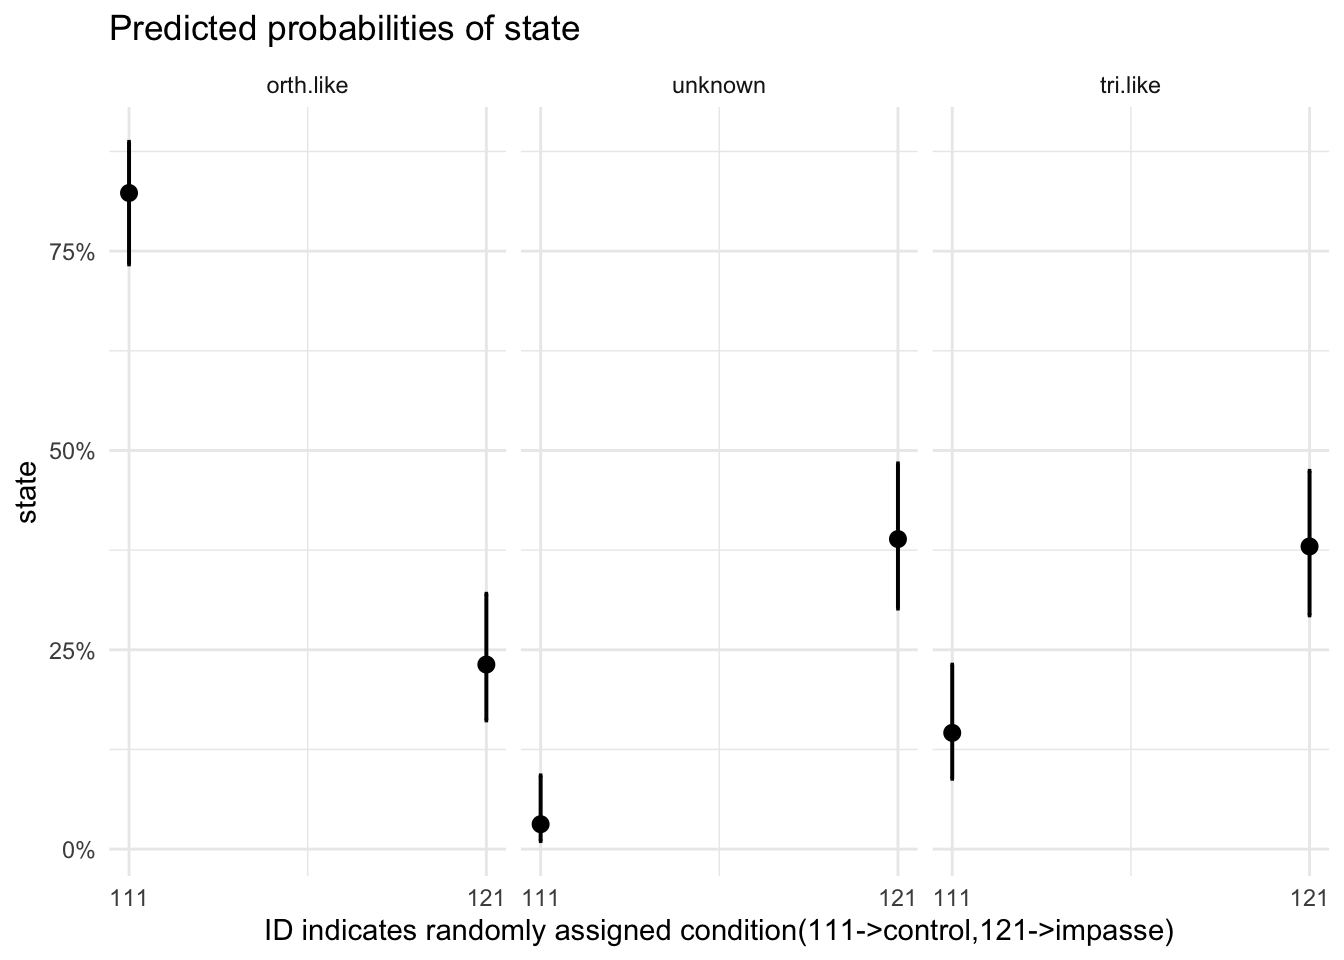 Predicted probabilities of state
orth.like unknown tri.like
75%
50%
25%
0%
state
111 121 111 121 111 121
ID indicates randomly assigned condition(111->control,121->impasse)